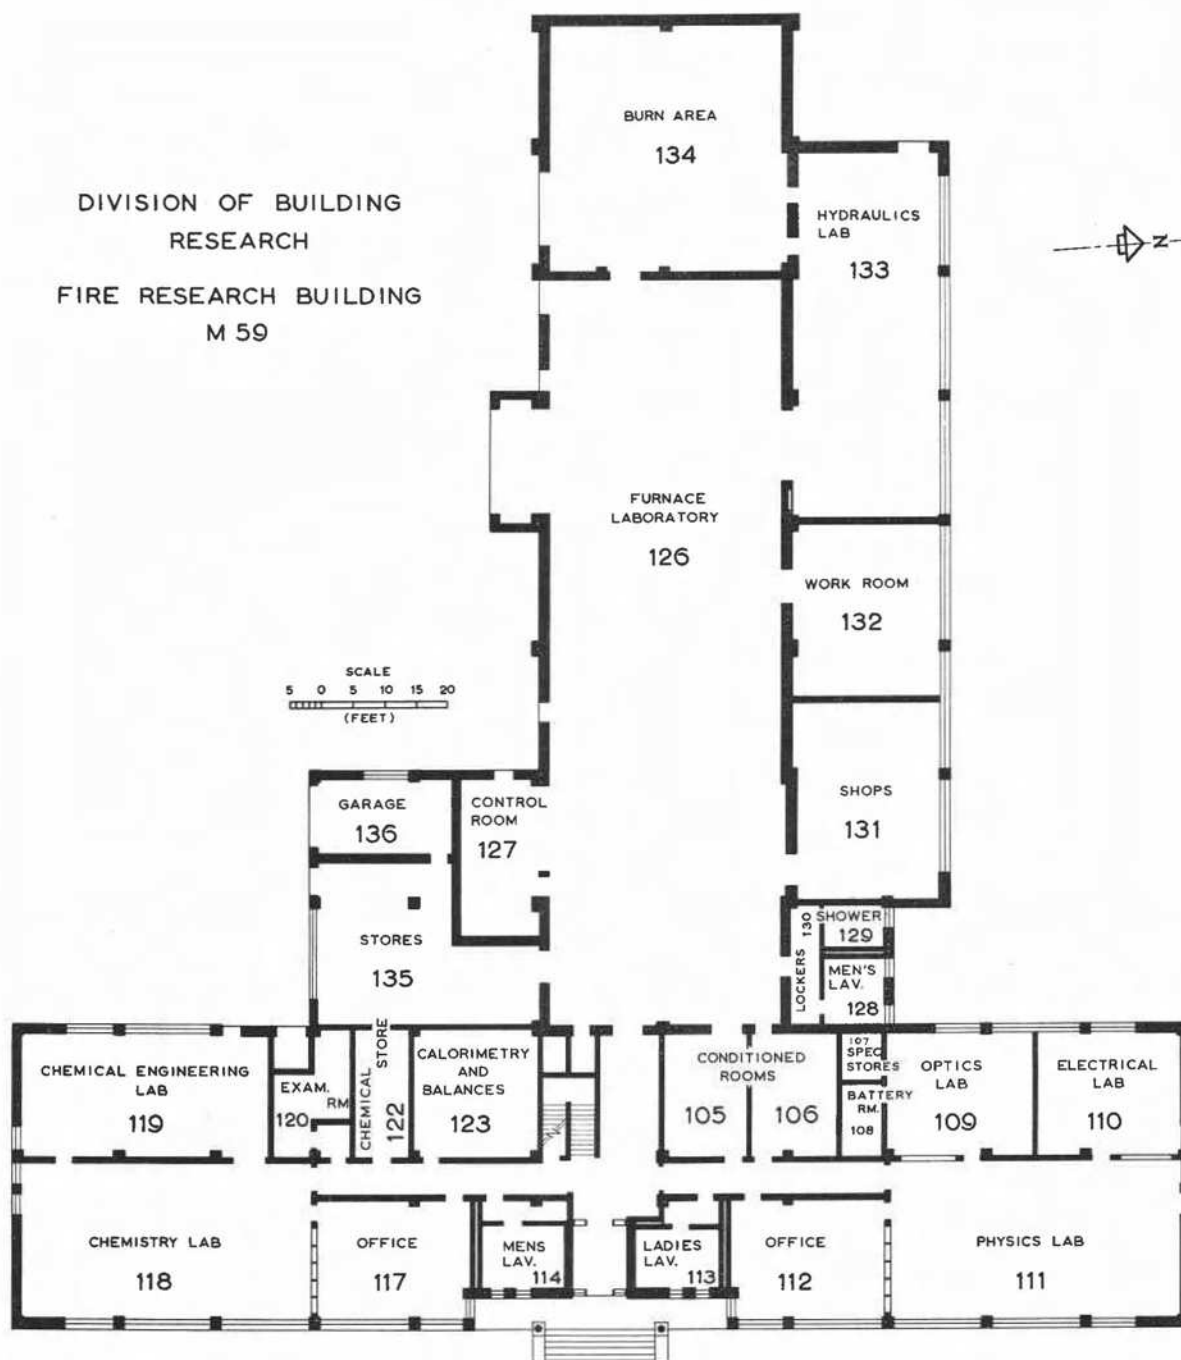 DIVISION OF BUILDING
RESEARCH
FIRE RESEARCH BUILDING
M 59
BURN AREA
134
HYDRAULICS
LAB
133
N
FURNACE
LABORATORY
126
WORK ROOM
132
SCALE
5 0 5 10 15 20
(FEET)
SHOPS
131
GARAGE
136
CONTROL
ROOM
127
STORES
135
LOCKERS 130
SHOWER
129
MEN'S
LAV.
128
CHEMICAL ENGINEERING
LAB
119
EXAM.
RM
120
CHEMICAL STORE
122
CALORIMETRY
AND
BALANCES
123
CONDITIONED
ROOMS
105
106
107
SPEC
STORES
BATTERY
RM.
108
OPTICS
LAB
109
ELECTRICAL
LAB
110
CHEMISTRY LAB
118
OFFICE
117
MENS
LAV.
114
LADIES
LAV.
113
OFFICE
112
PHYSICS LAB
111